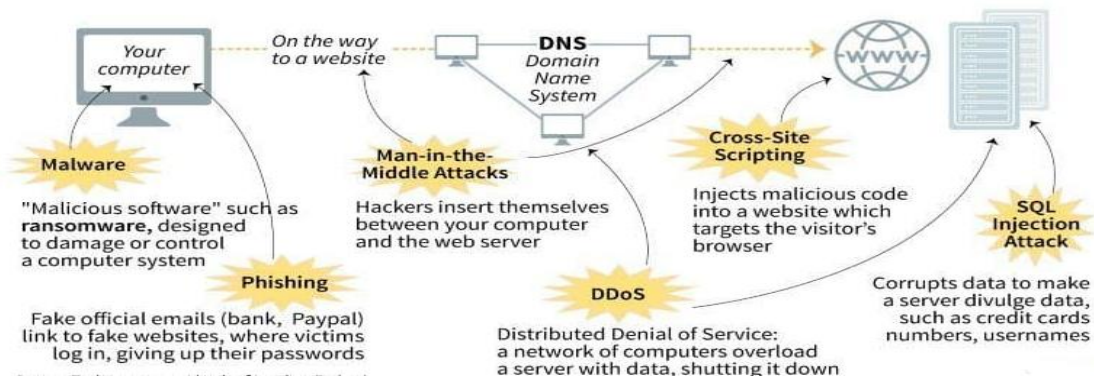 Your
computer
On the way
to a website
DNS
Domain
Name
System
www
Malware
"Malicious software" such as
ransomware, designed
to damage or control
a computer system
Phishing
Fake official emails (bank, Paypal)
link to fake websites, where victims
log in, giving up their passwords
Man-in-the-
Middle Attacks
Hackers insert themselves
between your computer
and the web server
DDoS
Distributed Denial of Service:
a network of computers overload
a server with data, shutting it down
Cross-Site
Scripting
Injects malicious code
into a website which
targets the visitor's
browser
SQL
Injection
Attack
Corrupts data to make
a server divulge data,
such as credit cards
numbers, usernames